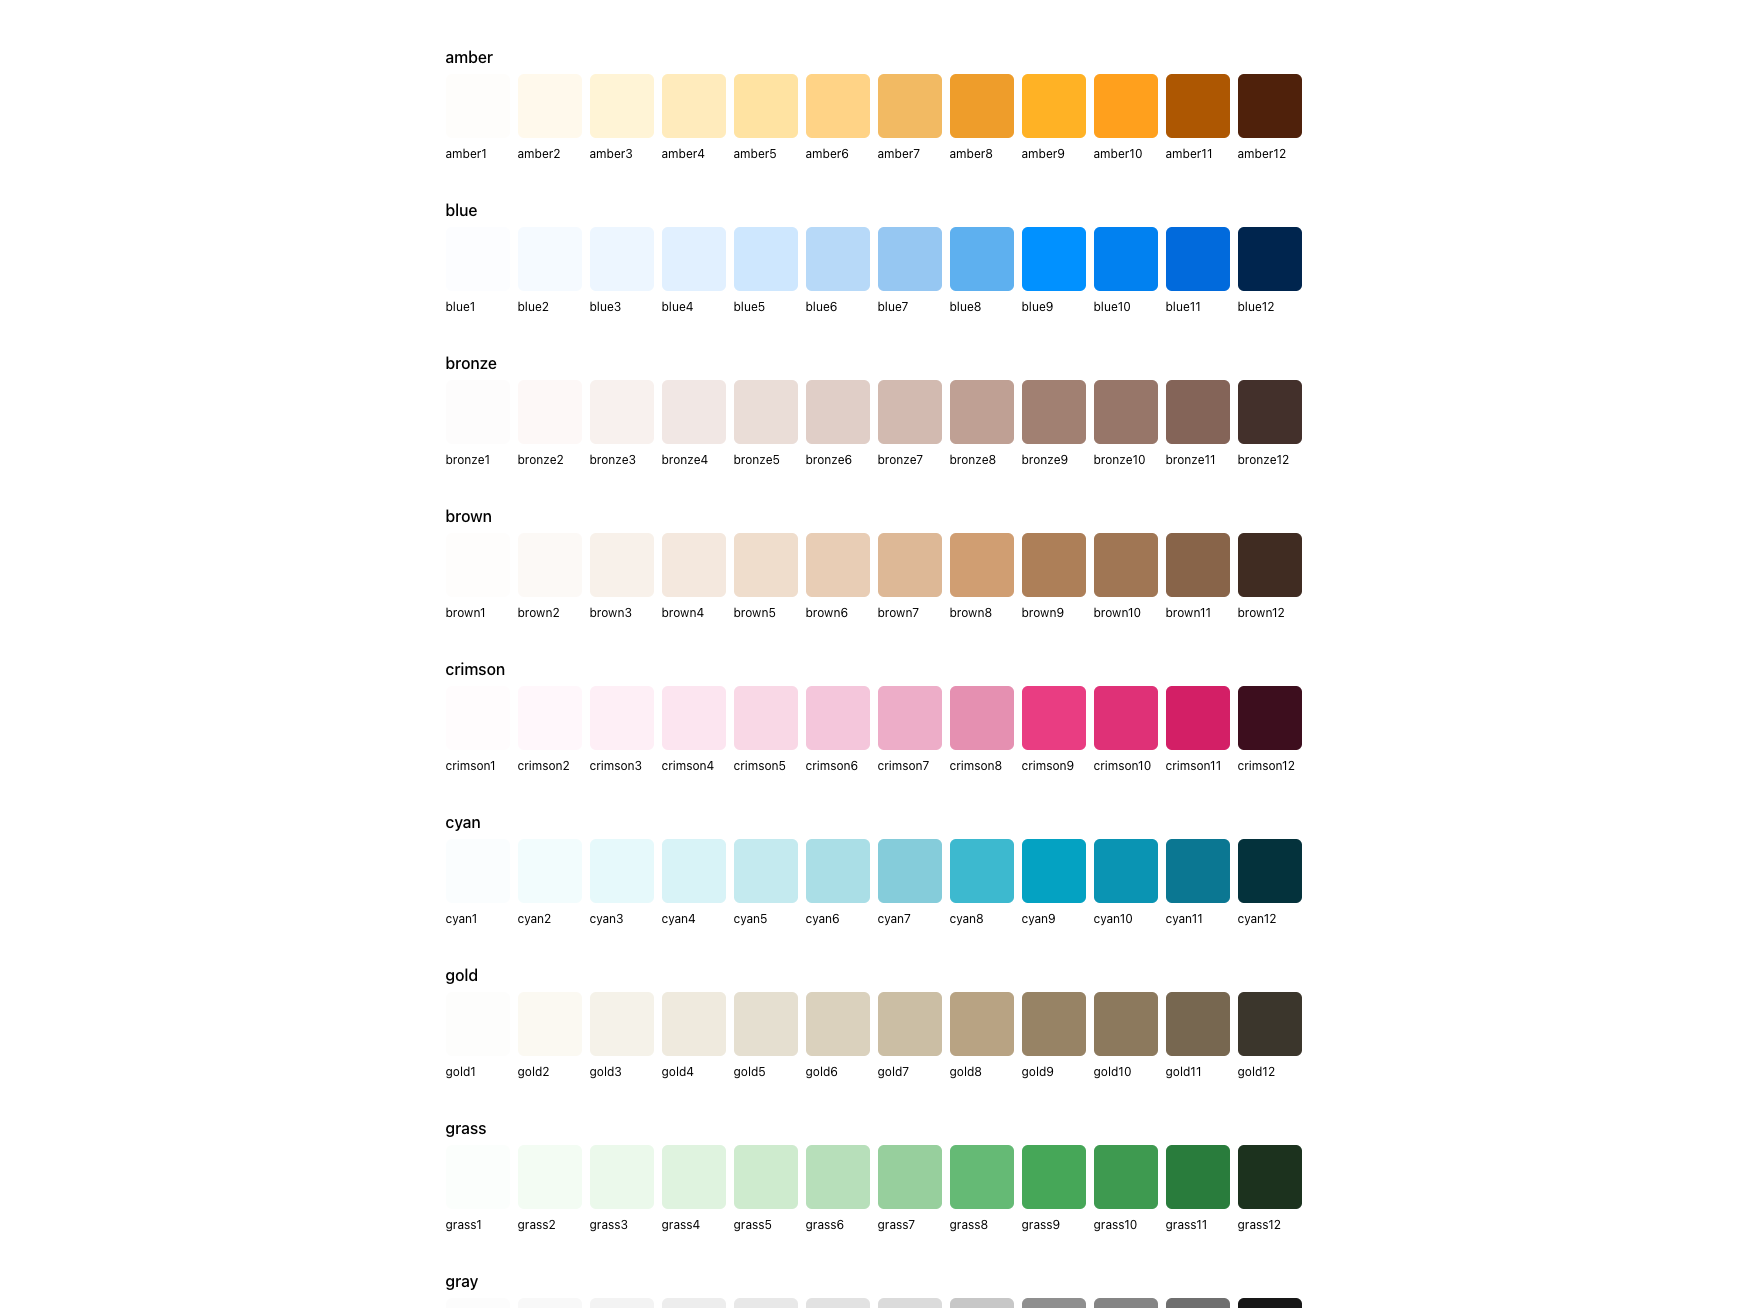 amber
amber1 amber2 amber3 amber4 amber5 amber6 amber7 amber8 amber9 amber10 amber11 amber12
blue
blue1 blue2 blue3 blue4 blue5 blue6 blue7 blue8 blue9 blue10 blue11 blue12
bronze
bronze1 bronze2 bronze3 bronze4 bronze5 bronze6 bronze7 bronze8 bronze9 bronze10 bronze11 bronze12
brown
brown1 brown2 brown3 brown4 brown5 brown6 brown7 brown8 brown9 brown10 brown11 brown12
crimson
crimson1 crimson2 crimson3 crimson4 crimson5 crimson6 crimson7 crimson8 crimson9 crimson10 crimson11 crimson12
cyan
cyan1 cyan2 cyan3 cyan4 cyan5 cyan6 cyan7 cyan8 cyan9 cyan10 cyan11 cyan12
gold
gold1 gold2 gold3 gold4 gold5 gold6 gold7 gold8 gold9 gold10 gold11 gold12
grass
grass1 grass2 grass3 grass4 grass5 grass6 grass7 grass8 grass9 grass10 grass11 grass12
gray